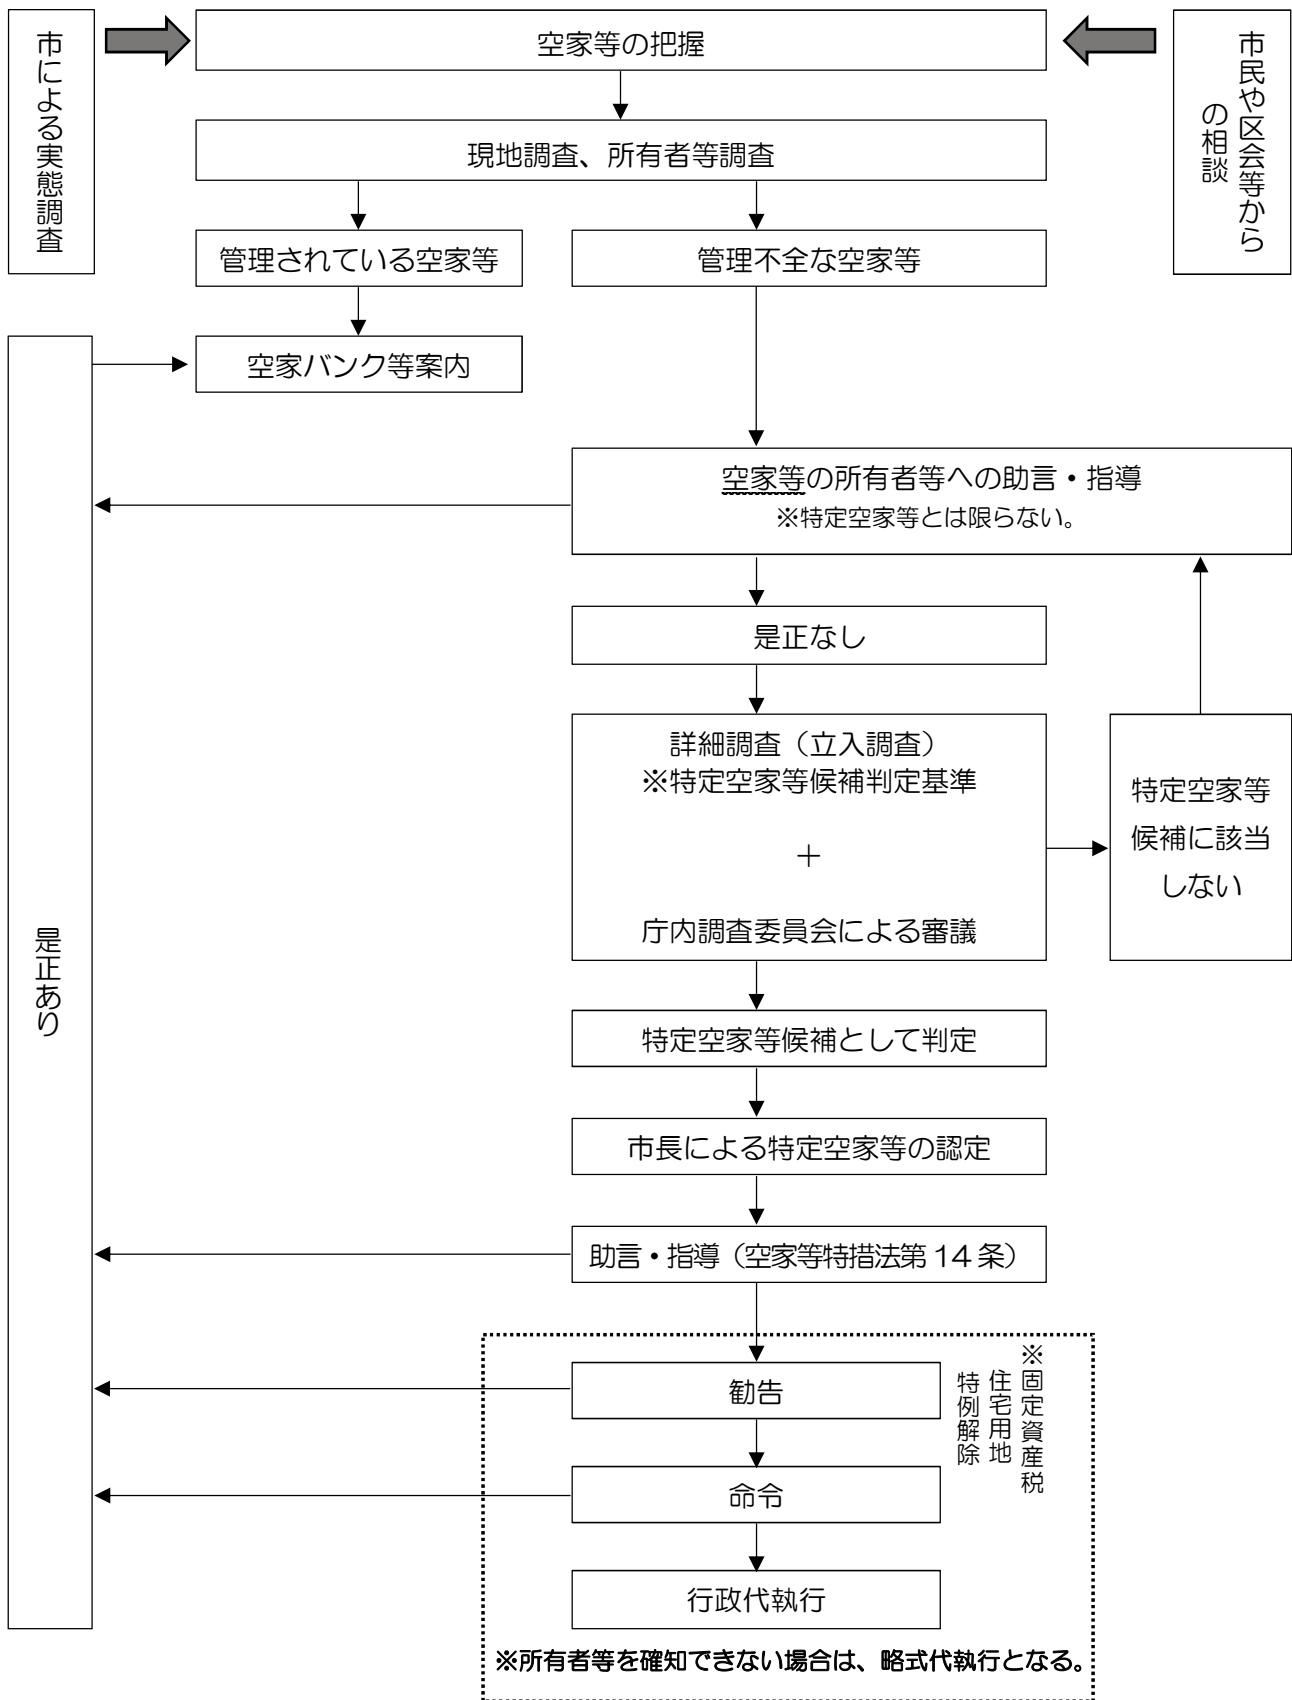 市による実態調査
空家等の把握
市民や区会等から
の相談
現地調査、所有者等調査
管理されている空家等
管理不全な空家等
空家バンク等案内
空家等の所有者等への助言・指導
※特定空家等とは限らない。
是正なし
詳細調査（立入調査）
※特定空家等候補判定基準
＋
庁内調査委員会による審議
特定空家等
候補に該当
しない
是正あり
特定空家等候補として判定
市長による特定空家等の認定
助言・指導（空家等特措法第 14 条）
勧告
※固定資産税
住宅用地
特例解除
命令
行政代執行
※所有者等を確知できない場合は、略式代執行となる。